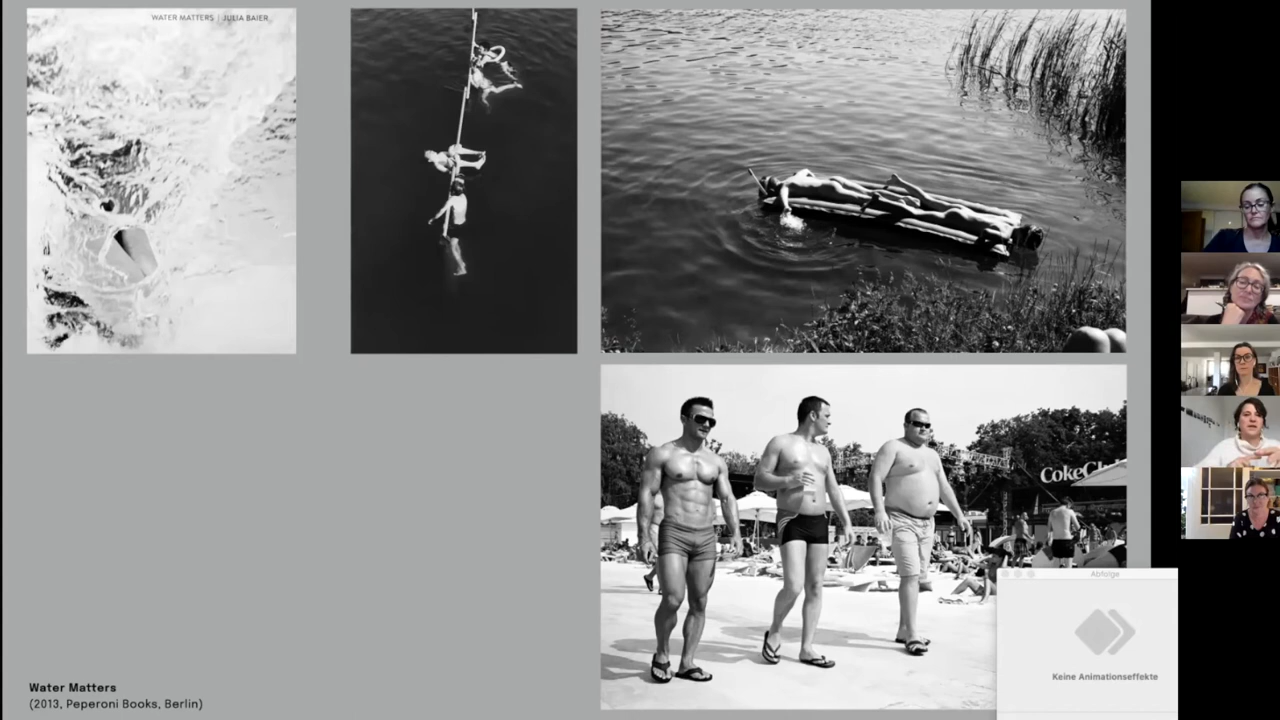 WATER MATTERS | JULIA BAIER
CokeCl
Abfolge
Keine Animationseffekte
Water Matters
(2013, Peperoni Books, Berlin)